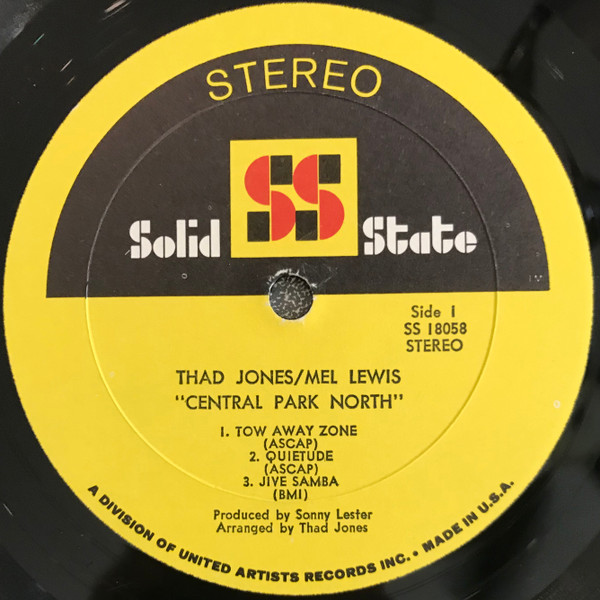 STEREO
SS
Solid State
Side 1
SS 18058
STEREO
THAD JONES/MEL LEWIS
"CENTRAL PARK NORTH"
1. TOW AWAY ZONE
(ASCAP)
2. QUIETUDE
(ASCAP)
3. JIVE SAMBA
(BMI)
Produced by Sonny Lester
Arranged by Thad Jones
A DIVISION OF UNITED ARTISTS RECORDS INC. • MADE IN U.S.A.